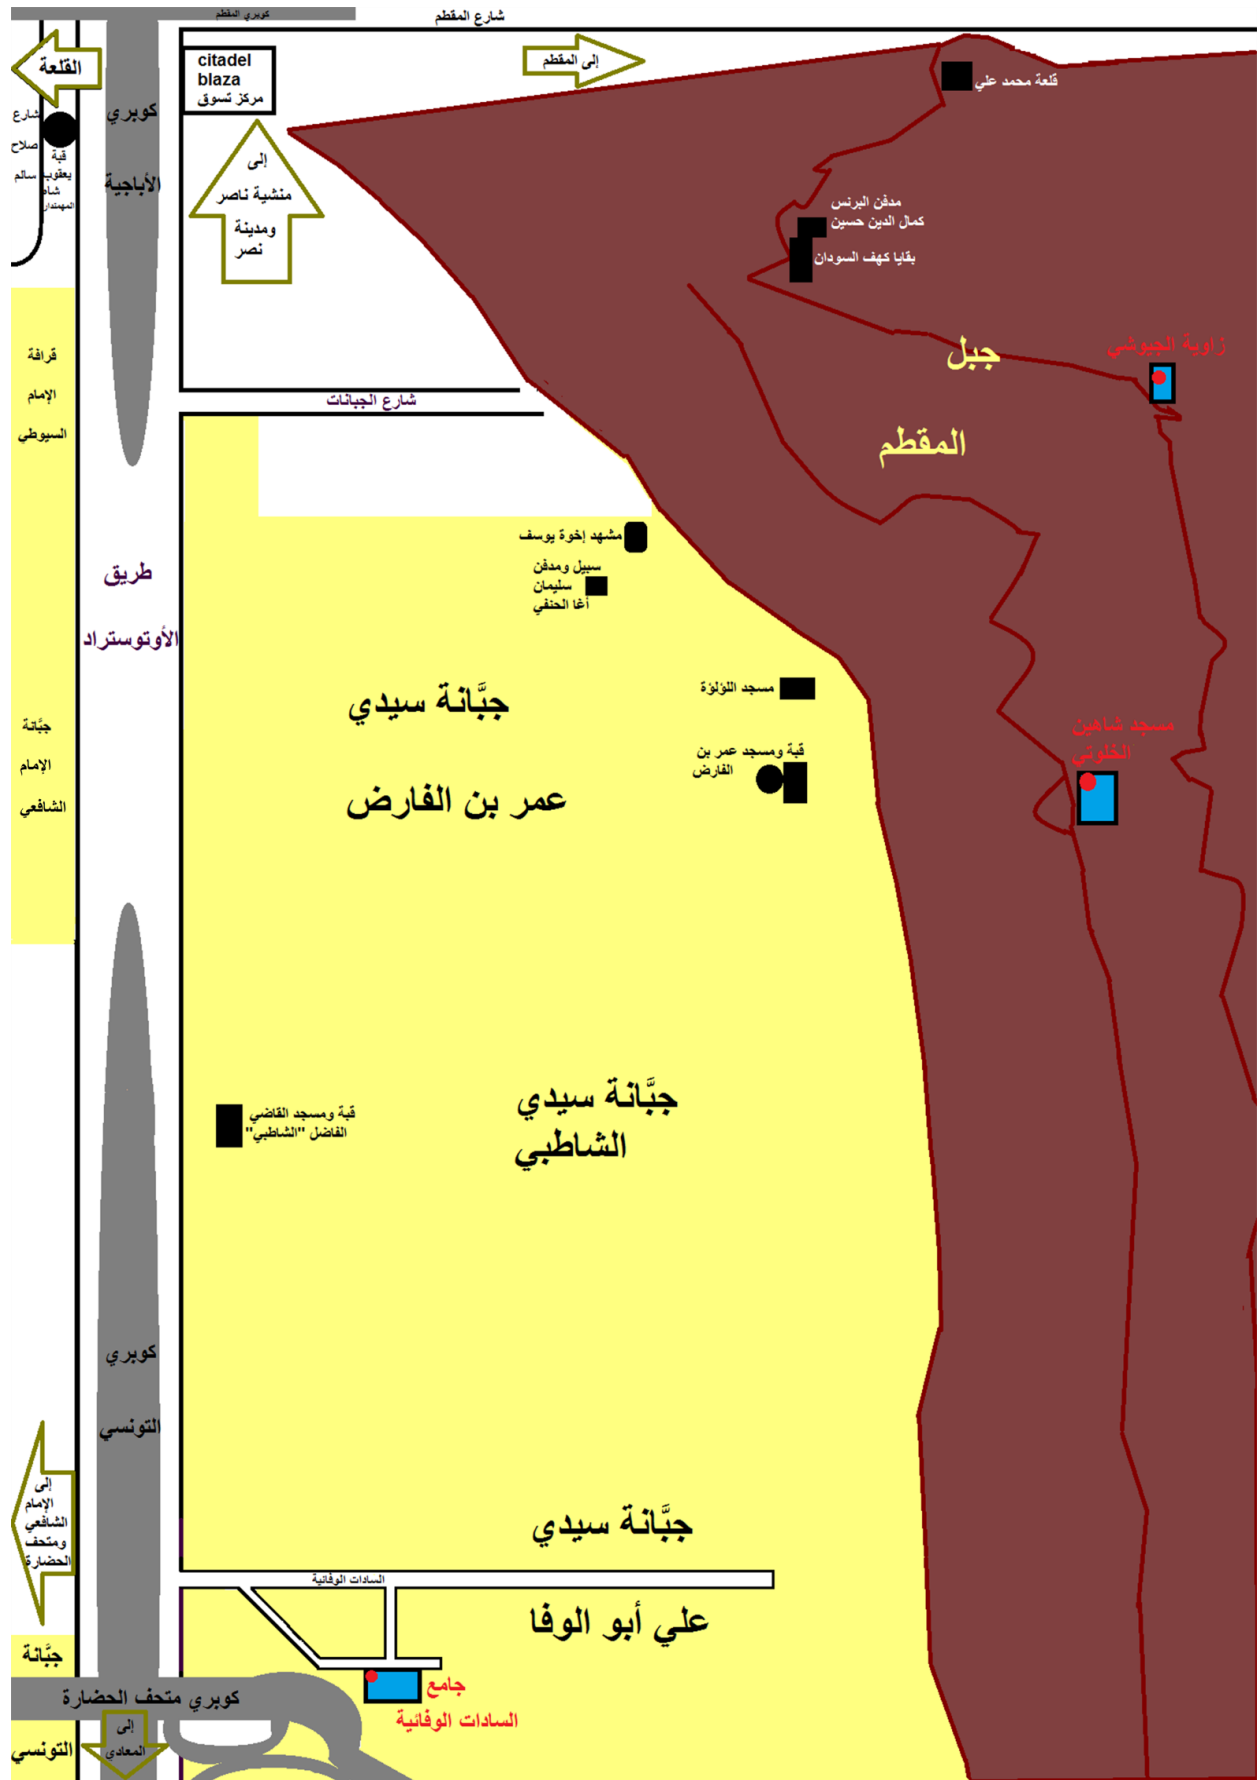 كوبري المقطم
شارع المقطم
القلعة
citadel
blaza
مركز تسوق
إلى المقطم
قلعة محمد علي
شارع
صلاح
سالم
قبة
يعقوب
شاه
المهمندار
كوبري
الأباجية
إلى
منشية ناصر
ومدينة
نصر
مدفن البرنس
كمال الدين حسين
بقايا كهف السودان
زاوية الجيوشي
جبل
المقطم
قرافة
الإمام
السيوطي
شارع الجبانات
مشهد إخوة يوسف
سبيل ومدفن
سليمان
أغا الحنفي
طريق
الأوتوستراد
مسجد اللؤلؤة
جبَّانة سيدي
عمر بن الفارض
قبة ومسجد عمر بن
الفارض
مسجد شاهين
الخلوتي
جبَّانة
الإمام
الشافعي
جبَّانة سيدي
الشاطبي
قبة ومسجد القاضي
الفاضل "الشاطبي"
كوبري
التونسي
إلى
الإمام
الشافعي
ومتحف
الحضارة
جبَّانة سيدي
علي أبو الوفا
السادات الوفائية
جامع
السادات الوفائية
جبَّانة
التونسي
كوبري متحف الحضارة
إلى
المعادي